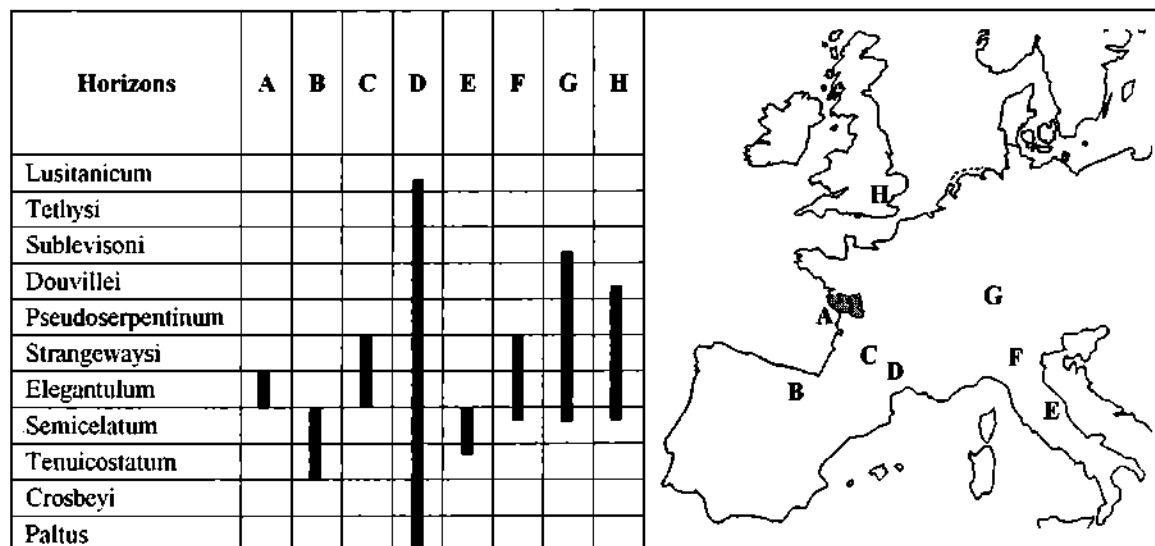 Horizons A B C D E F G H
Lusitanicum
Tethysi
Sublevisoni
Douvillei
Pseudoserpentinum
Strangewaysi
Elegantulum
Semicelatum
Tenuicostatum
Crosbeyi
Paltus
H
G
A
C
F
D
B
E